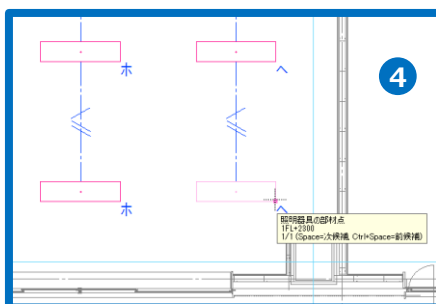 4
ホ
ヘ
ホ
ヘ
照明器具の部材点
1FL+2300
1/1 (Space=次候補, Ctrl+Space=前候補)